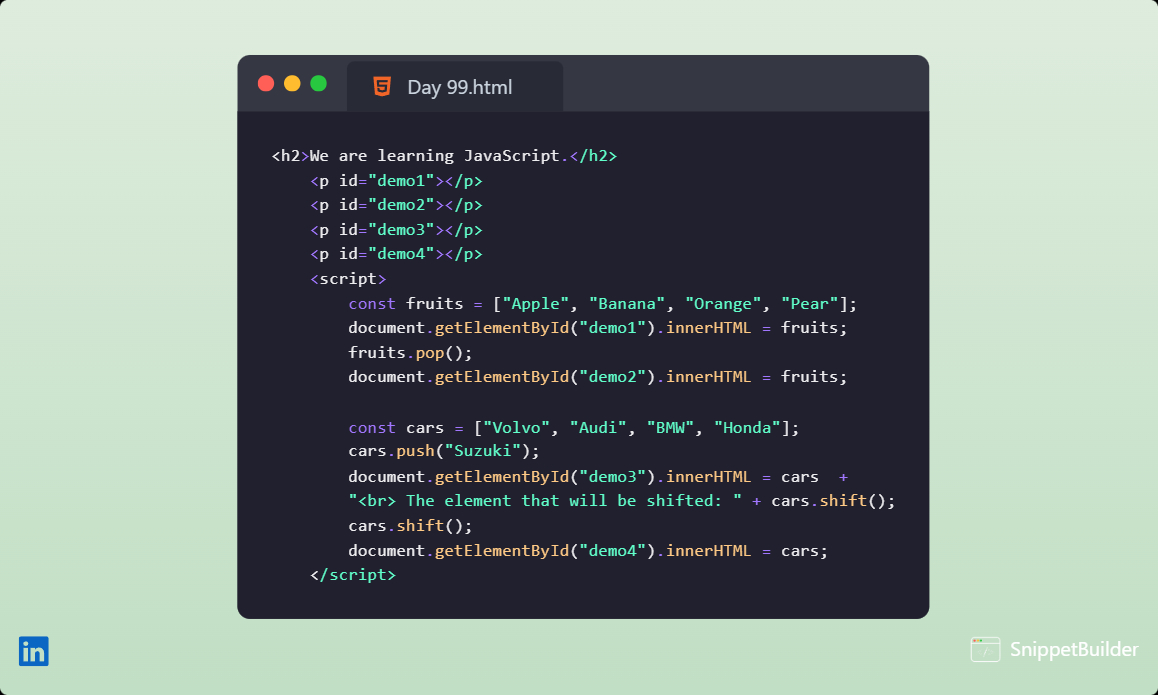 Day 99.html
<h2>We are learning JavaScript.</h2>
<p id="demo1"></p>
<p id="demo2"></p>
<p id="demo3"></p>
<p id="demo4"></p>
<script>
const fruits = ["Apple", "Banana", "Orange", "Pear"];
document.getElementById("demo1").innerHTML = fruits;
fruits.pop();
document.getElementById("demo2").innerHTML = fruits;
const cars = ["Volvo", "Audi", "BMW", "Honda"];
cars.push("Suzuki");
document.getElementById("demo3").innerHTML = cars  +
"<br> The element that will be shifted: " + cars.shift();
cars.shift();
document.getElementById("demo4").innerHTML = cars;
</script>
in
SnippetBuilder